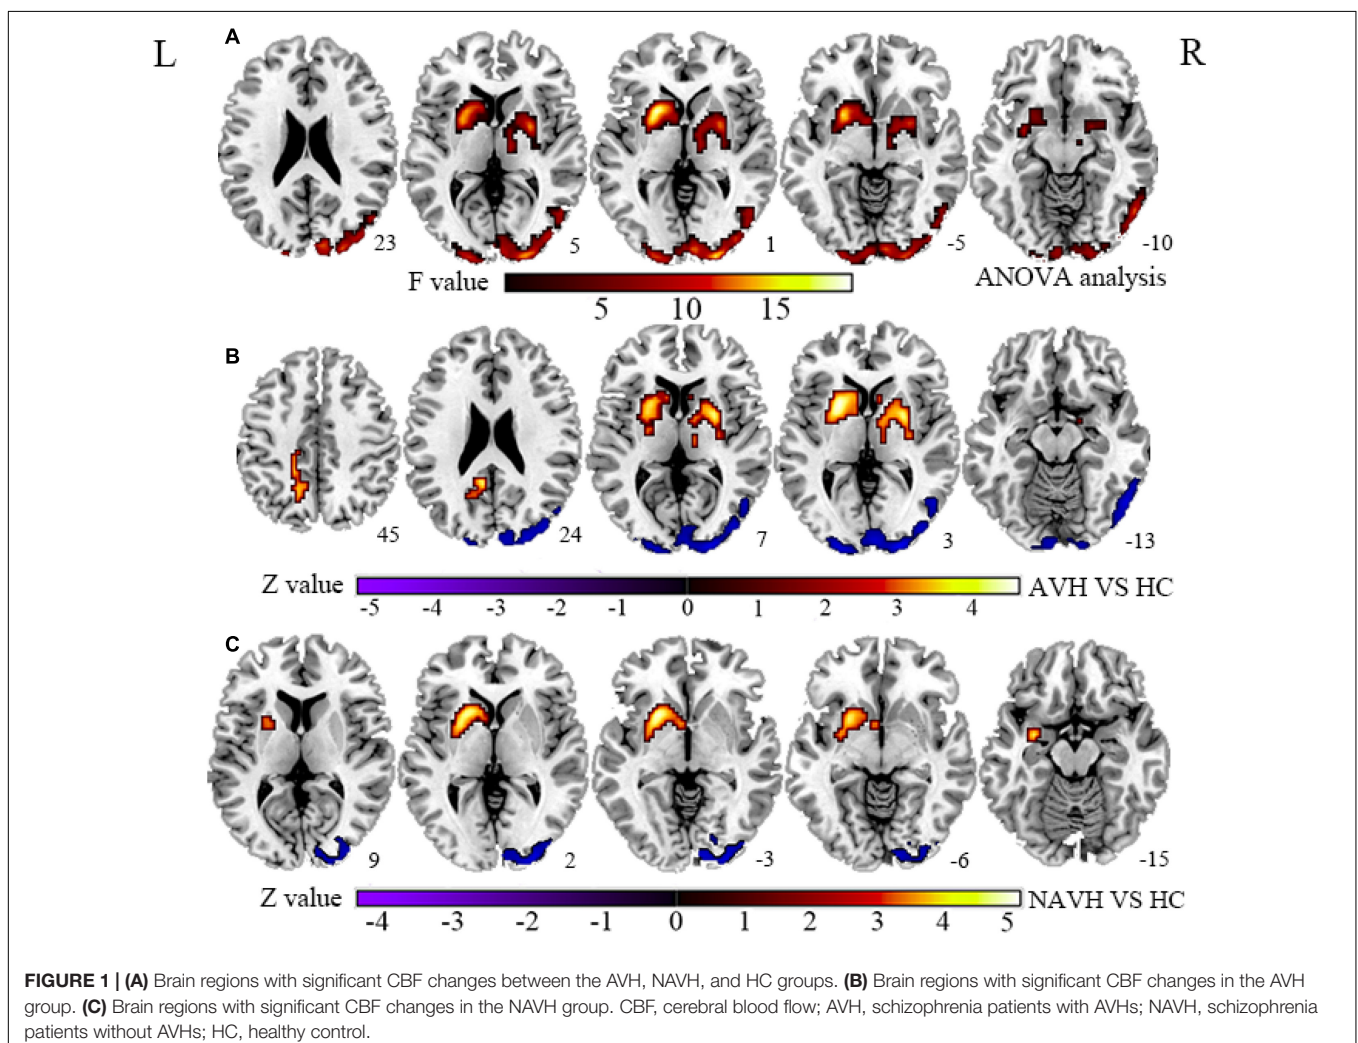 A
L
R
23
5
1
-5
-10
F value
ANOVA analysis
5 10 15
B
45
24
7
3
-13
Z value
AVH VS HC
-5 -4 -3 -2 -1 0 1 2 3 4
C
9
2
-3
-6
-15
Z value
NAVH VS HC
-4 -3 -2 -1 0 1 2 3 4 5
FIGURE 1 | (A) Brain regions with significant CBF changes between the AVH, NAVH, and HC groups. (B) Brain regions with significant CBF changes in the AVH
group. (C) Brain regions with significant CBF changes in the NAVH group. CBF, cerebral blood flow; AVH, schizophrenia patients with AVHs; NAVH, schizophrenia
patients without AVHs; HC, healthy control.